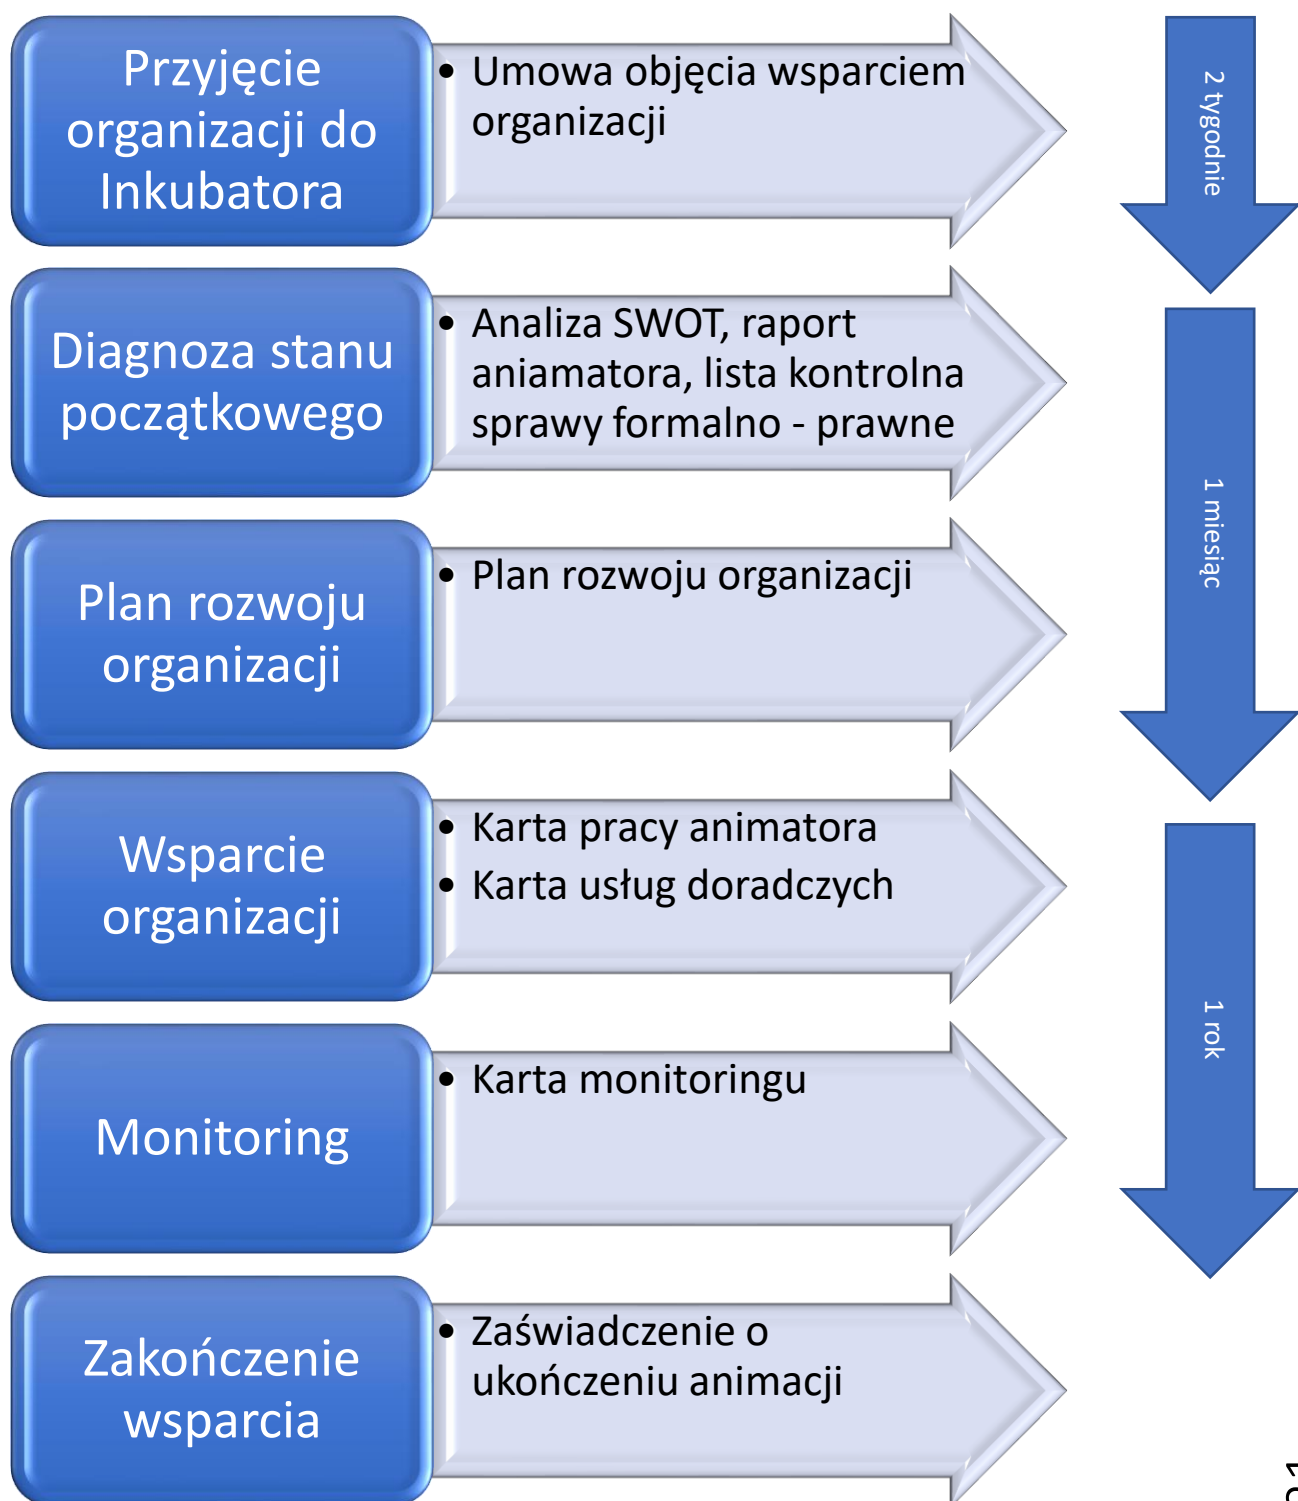 Przyjęcie
organizacji do
Inkubatora
• Umowa objęcia wsparciem
organizacji
2 tygodnie
Diagnoza stanu
początkowego
• Analiza SWOT, raport
aniamatora, lista kontrolna
sprawy formalno - prawne
1 miesiąc
Plan rozwoju
organizacji
• Plan rozwoju organizacji
Wsparcie
organizacji
• Karta pracy animatora
• Karta usług doradczych
1 rok
Monitoring
• Karta monitoringu
Zakończenie
wsparcia
• Zaświadczenie o
ukończeniu animacji